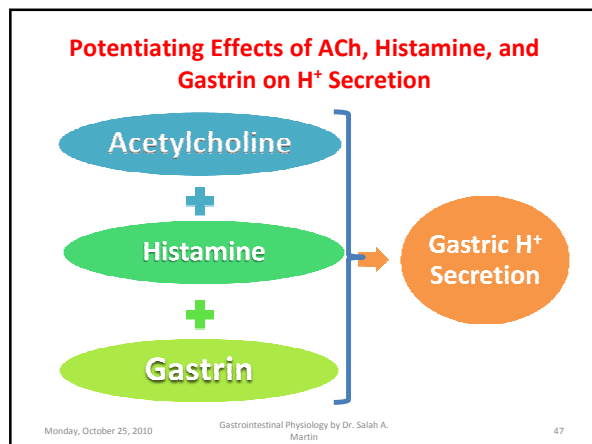 Potentiating Effects of ACh, Histamine, and
Gastrin on H⁺ Secretion
Acetylcholine
Histamine
Gastrin
Gastric H⁺
Secretion
Monday, October 25, 2010
Gastrointestinal Physiology by Dr. Salah A.
Martin
47